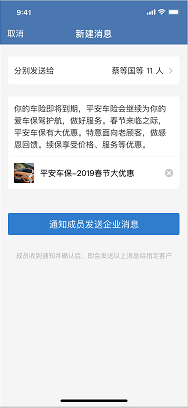 9:41
取消
新建消息
分别发送给
蔡等国等 11 人
你的车险即将到期，平安车险会继续为你的
爱车保驾护航，做好服务。春节来临之际，
平安车保有大优惠。特意面向老顾客，做感
恩回馈。续保享受价格、服务等优惠。
平安车保-2019春节大优惠
通知成员发送企业消息
成员收到通知并确认后，即会发送以上消息给指定客户